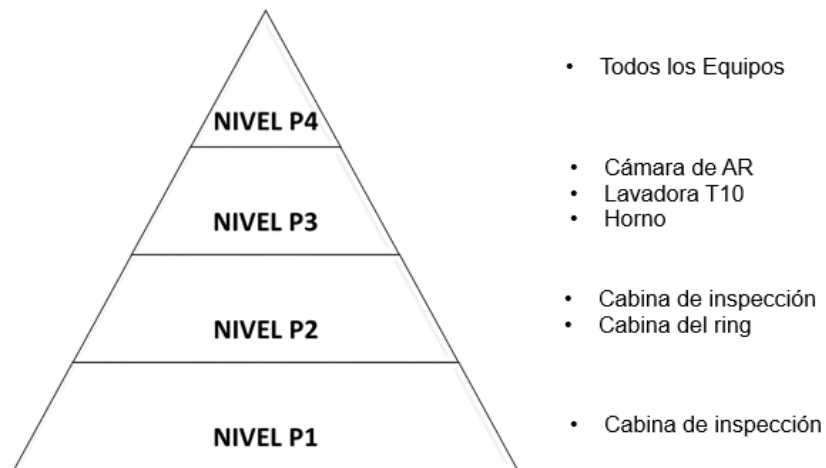 • Todos los Equipos
NIVEL P4
• Cámara de AR
• Lavadora T10
• Horno
NIVEL P3
• Cabina de inspección
• Cabina del ring
NIVEL P2
• Cabina de inspección
NIVEL P1